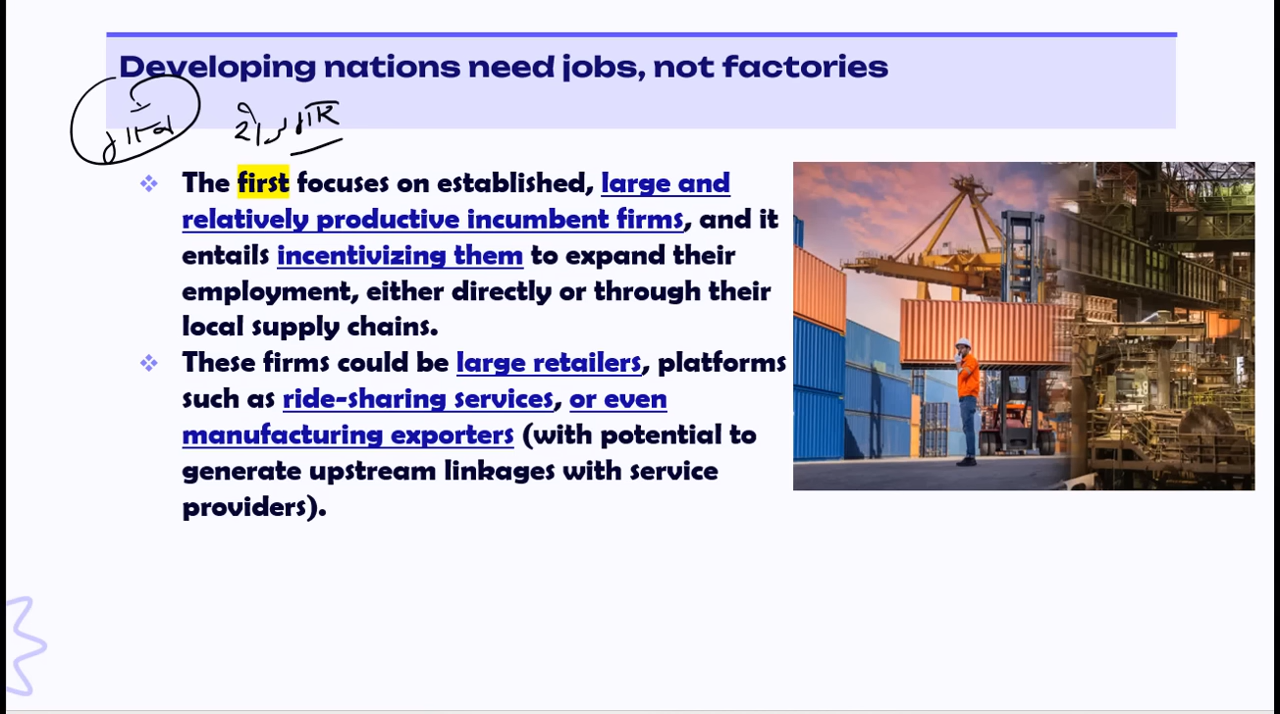 Developing nations need jobs, not factories
The first focuses on established, large and
relatively productive incumbent firms, and it
entails incentivizing them to expand their
employment, either directly or through their
local supply chains.
These firms could be large retailers, platforms
such as ride-sharing services, or even
manufacturing exporters (with potential to
generate upstream linkages with service
providers).